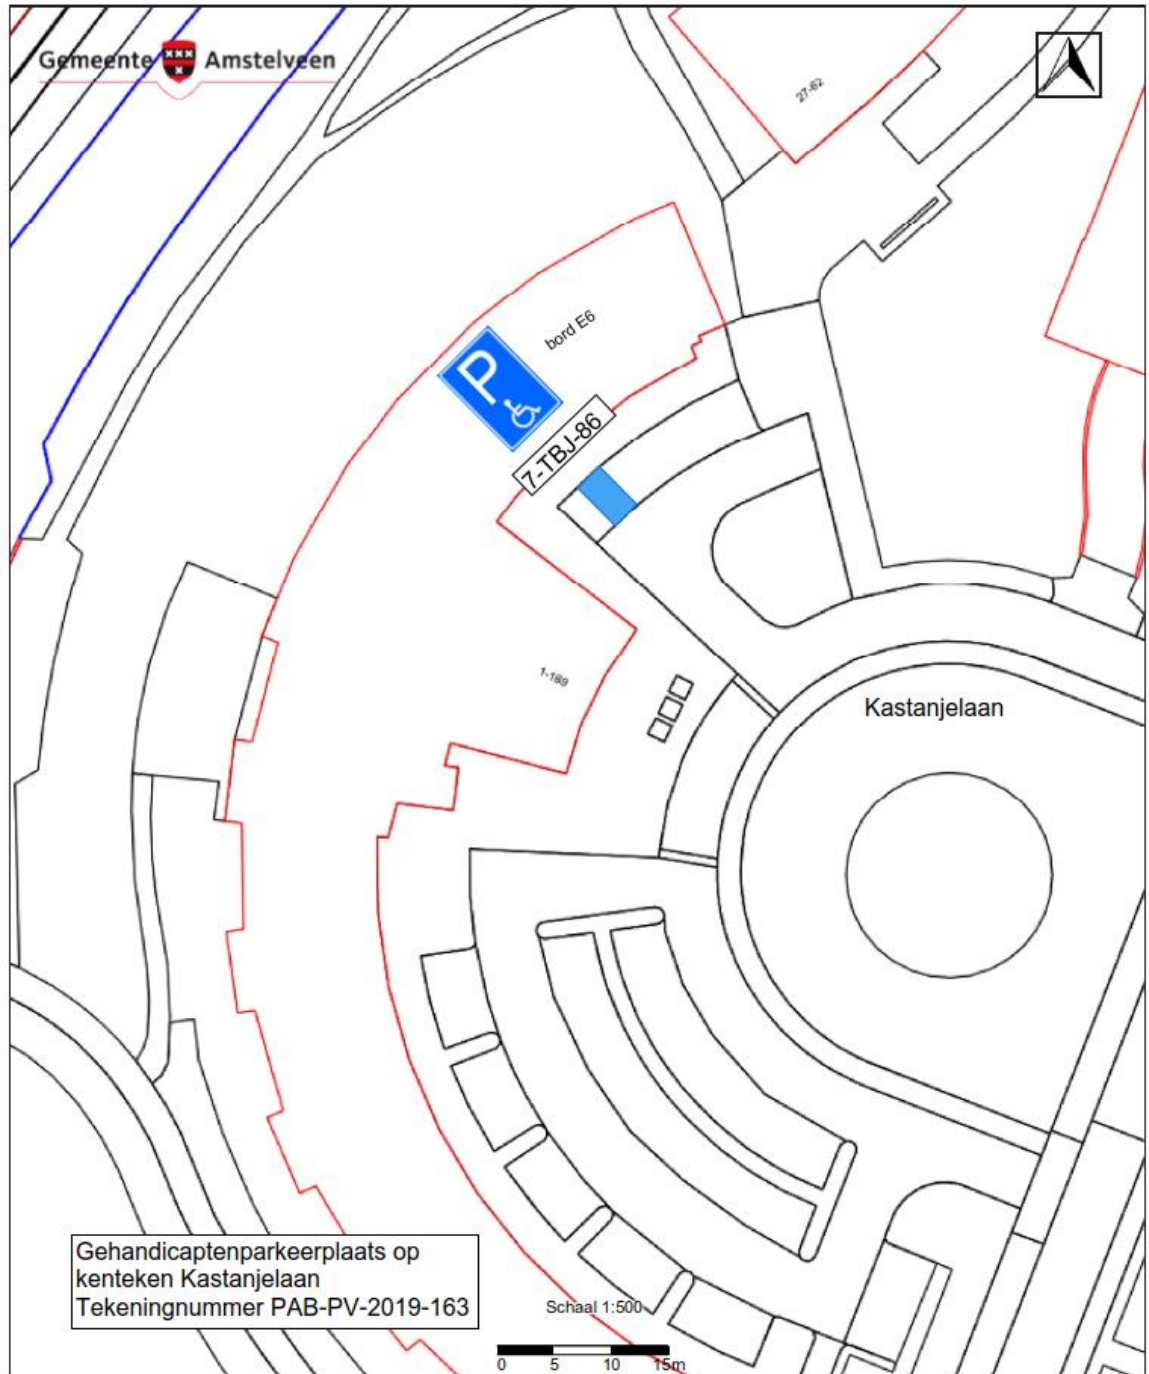 Gemeente Amstelveen
27-62
bord E6
P
7-TBJ-86
1-189
Kastanjelaan
Gehandicaptenparkeerplaats op
kenteken Kastanjelaan
Tekeningnummer PAB-PV-2019-163
Schaal 1:500
0 5 10 15m